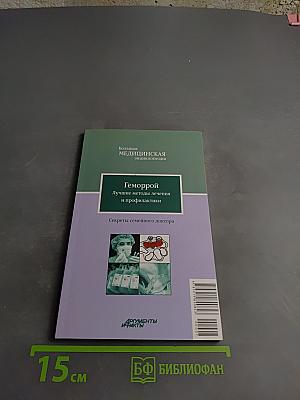 Большая
МЕДИЦИНСКАЯ
энциклопедия
Геморрой
Лучшие методы лечения
и профилактики
Секреты семейного доктора
АРГУМЕНТЫ
И ФАКТЫ
15 см
БФ БИБЛИОФАН